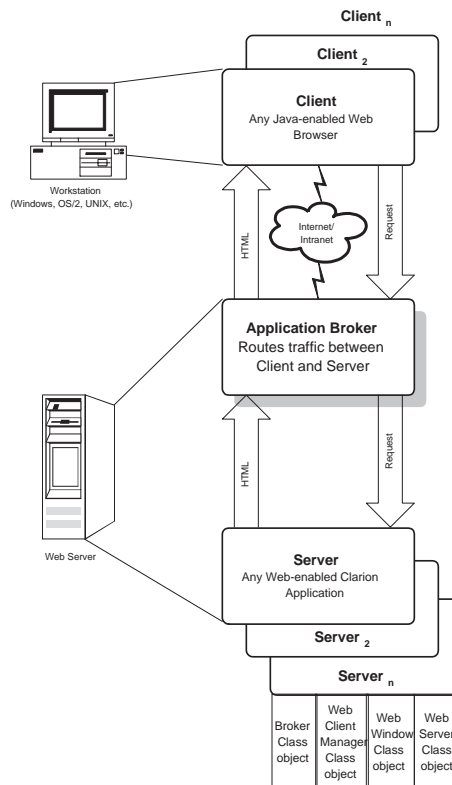 Client n
Client 2
Client
Any Java-enabled Web
Browser
Workstation
(Windows, OS/2, UNIX, etc.)
HTML
Internet/
Intranet
Request
Application Broker
Routes traffic between
Client and Server
HTML
Request
Web Server
Server
Any Web-enabled Clarion
Application
Server 2
Server n
Broker
Class
object
Web
Client
Manager
Class
object
Web
Window
Class
object
Web
Server
Class
object